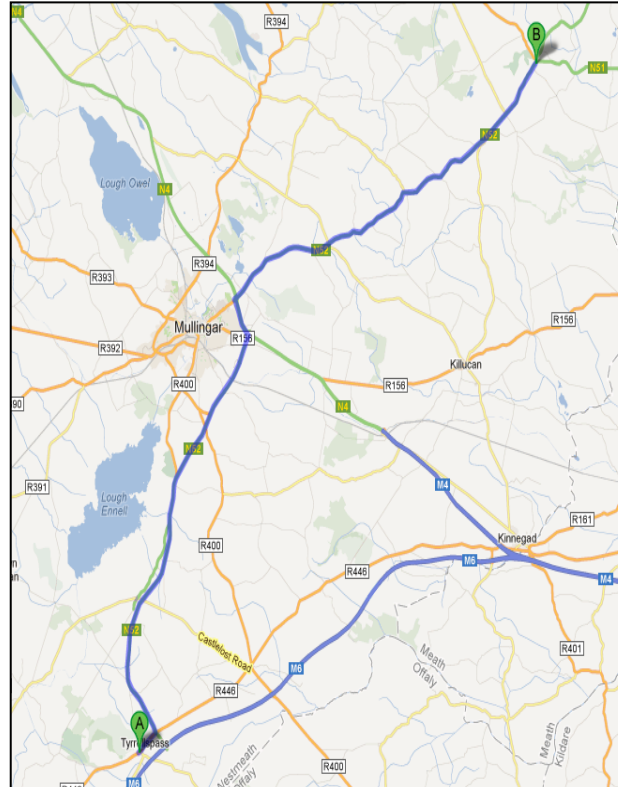 N4
R394
B
N51
N52
Lough Owel
N4
R394
R393
N52
Mullingar
R156
R156
R392
Killucan
R156
R400
N4
90
N52
M4
R391
Lough
Ennell
R161
Kinnegad
R400
R446
M6
M4
N52
Castlelost Road
Meath
Offaly
R401
M6
R446
A
Tyrrellspass
Meath
Kildare
Westmeath
Offaly
R400
M6